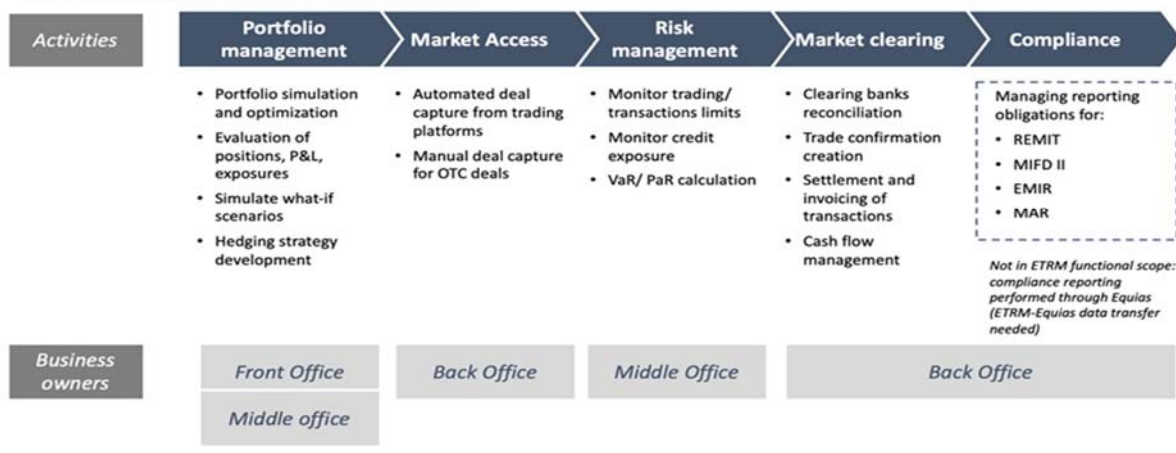 Activities
Portfolio
management
Market Access
Risk
management
Market clearing
Compliance
• Portfolio simulation
and optimization
• Evaluation of
positions, P&L,
exposures
• Simulate what-if
scenarios
• Hedging strategy
development
• Automated deal
capture from trading
platforms
• Manual deal capture
for OTC deals
• Monitor trading/
transactions limits
• Monitor credit
exposure
• VaR/ PaR calculation
• Clearing banks
reconciliation
• Trade confirmation
creation
• Settlement and
invoicing of
transactions
• Cash flow
management
Managing reporting
obligations for:
• REMIT
• MIFD II
• EMIR
• MAR
Not in ETRM functional scope:
compliance reporting
performed through Equias
(ETRM-Equias data transfer
needed)
Business
owners
Front Office
Middle office
Back Office
Middle Office
Back Office